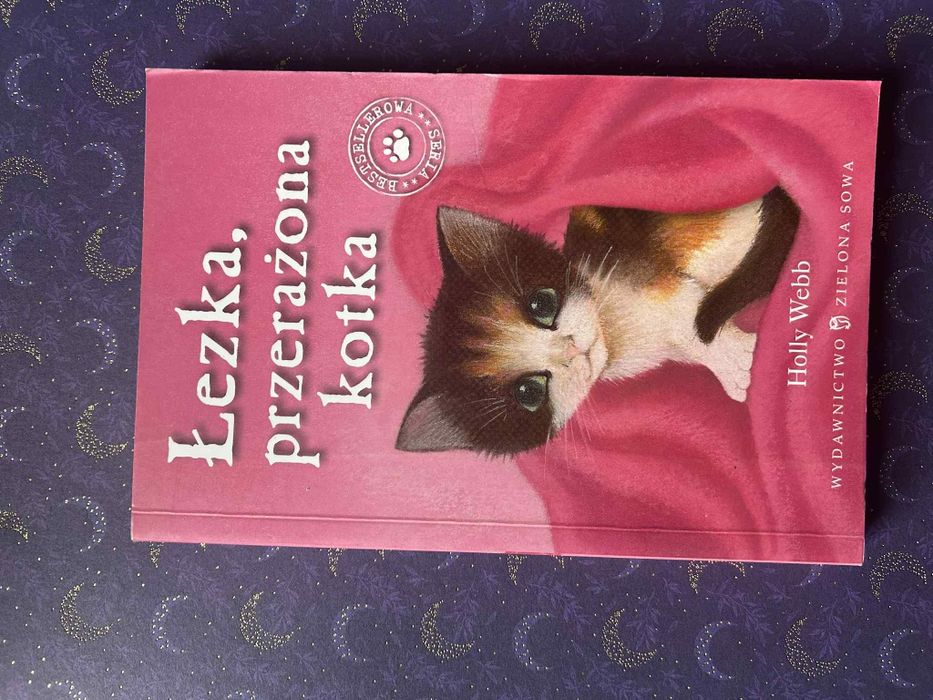 Łezka,
przerażona
kotka
BESTSELLEROWA ** SERIA **
Holly Webb
WYDAWNICTWO ZIELONA SOWA